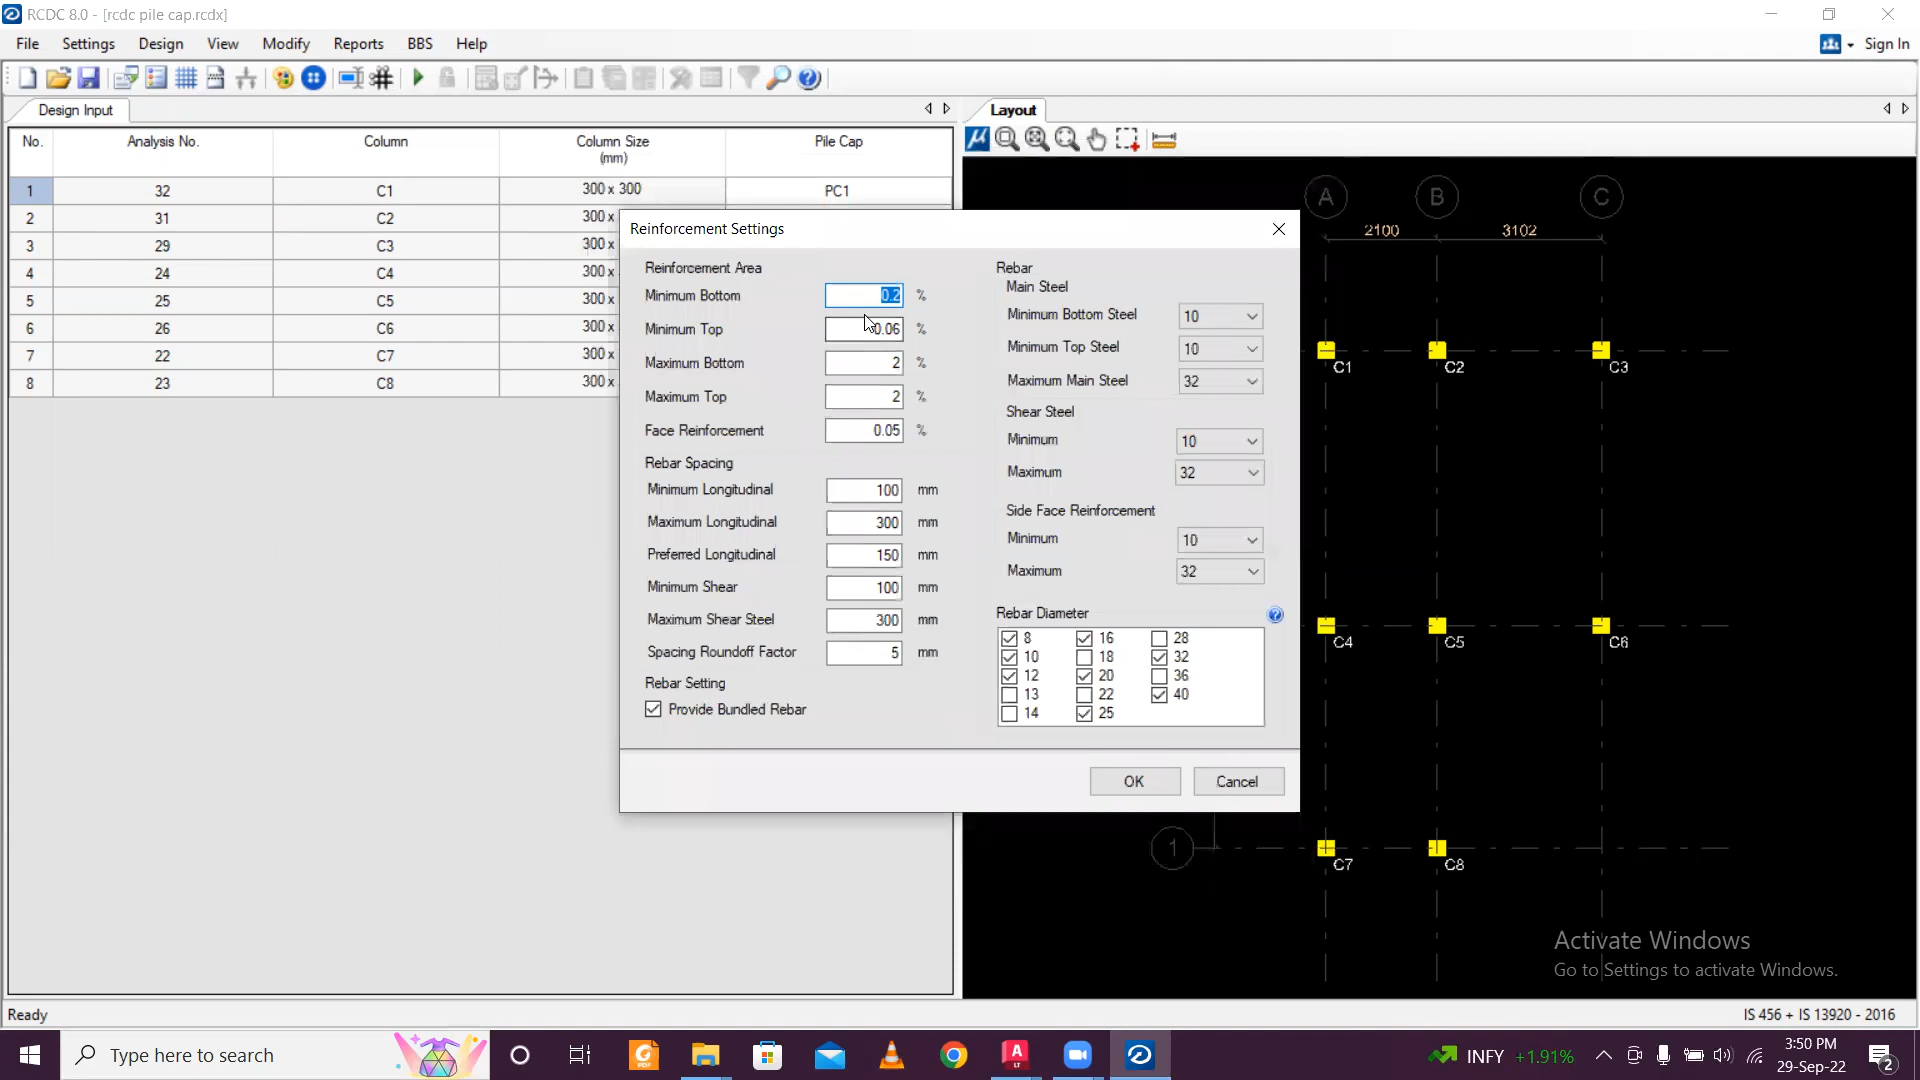 RCDC 8.0 - [rcdc pile cap.rcdx]
File Settings Design View Modify Reports BBS Help Sign In
Design Input
Layout
No. Analysis No. Column Column Size (mm) Pile Cap
1 32 C1 300 x 300 PC1
2 31 C2 300 x
3 29 C3 300 x
4 24 C4 300 x
5 25 C5 300 x
6 26 C6 300 x
7 22 C7 300 x
8 23 C8 300 x
Reinforcement Settings
Reinforcement Area
Minimum Bottom 0.2 %
Minimum Top 0.06 %
Maximum Bottom 2 %
Maximum Top 2 %
Face Reinforcement 0.05 %
Rebar Spacing
Minimum Longitudinal 100 mm
Maximum Longitudinal 300 mm
Preferred Longitudinal 150 mm
Minimum Shear 100 mm
Maximum Shear Steel 300 mm
Spacing Roundoff Factor 5 mm
Rebar Setting
Provide Bundled Rebar
Rebar
Main Steel
Minimum Bottom Steel 10
Minimum Top Steel 10
Maximum Main Steel 32
Shear Steel
Minimum 10
Maximum 32
Side Face Reinforcement
Minimum 10
Maximum 32
Rebar Diameter
8 16 28
10 18 32
12 20 36
13 22 40
14 25
OK Cancel
A B C
2100 3102
C1 C2 C3
C4 C5 C6
1 C7 C8
Activate Windows
Go to Settings to activate Windows.
Ready
IS 456 + IS 13920 - 2016
Type here to search
INFY +1.91%
3:50 PM
29-Sep-22
2